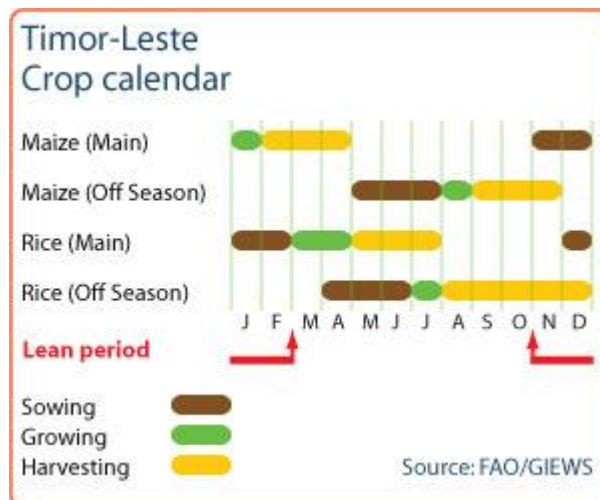 Timor-Leste
Crop calendar
Maize (Main)
Maize (Off Season)
Rice (Main)
Rice (Off Season)
J F M A M J J A S O N D
Lean period
Sowing
Growing
Harvesting
Source: FAO/GIEWS